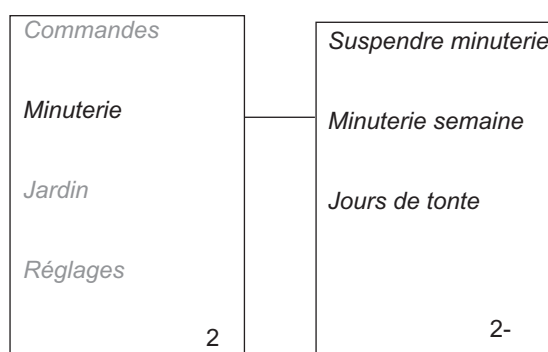 Commandes
Minuterie
Jardin
Réglages
2
Suspendre minuterie
Minuterie semaine
Jours de tonte
2-